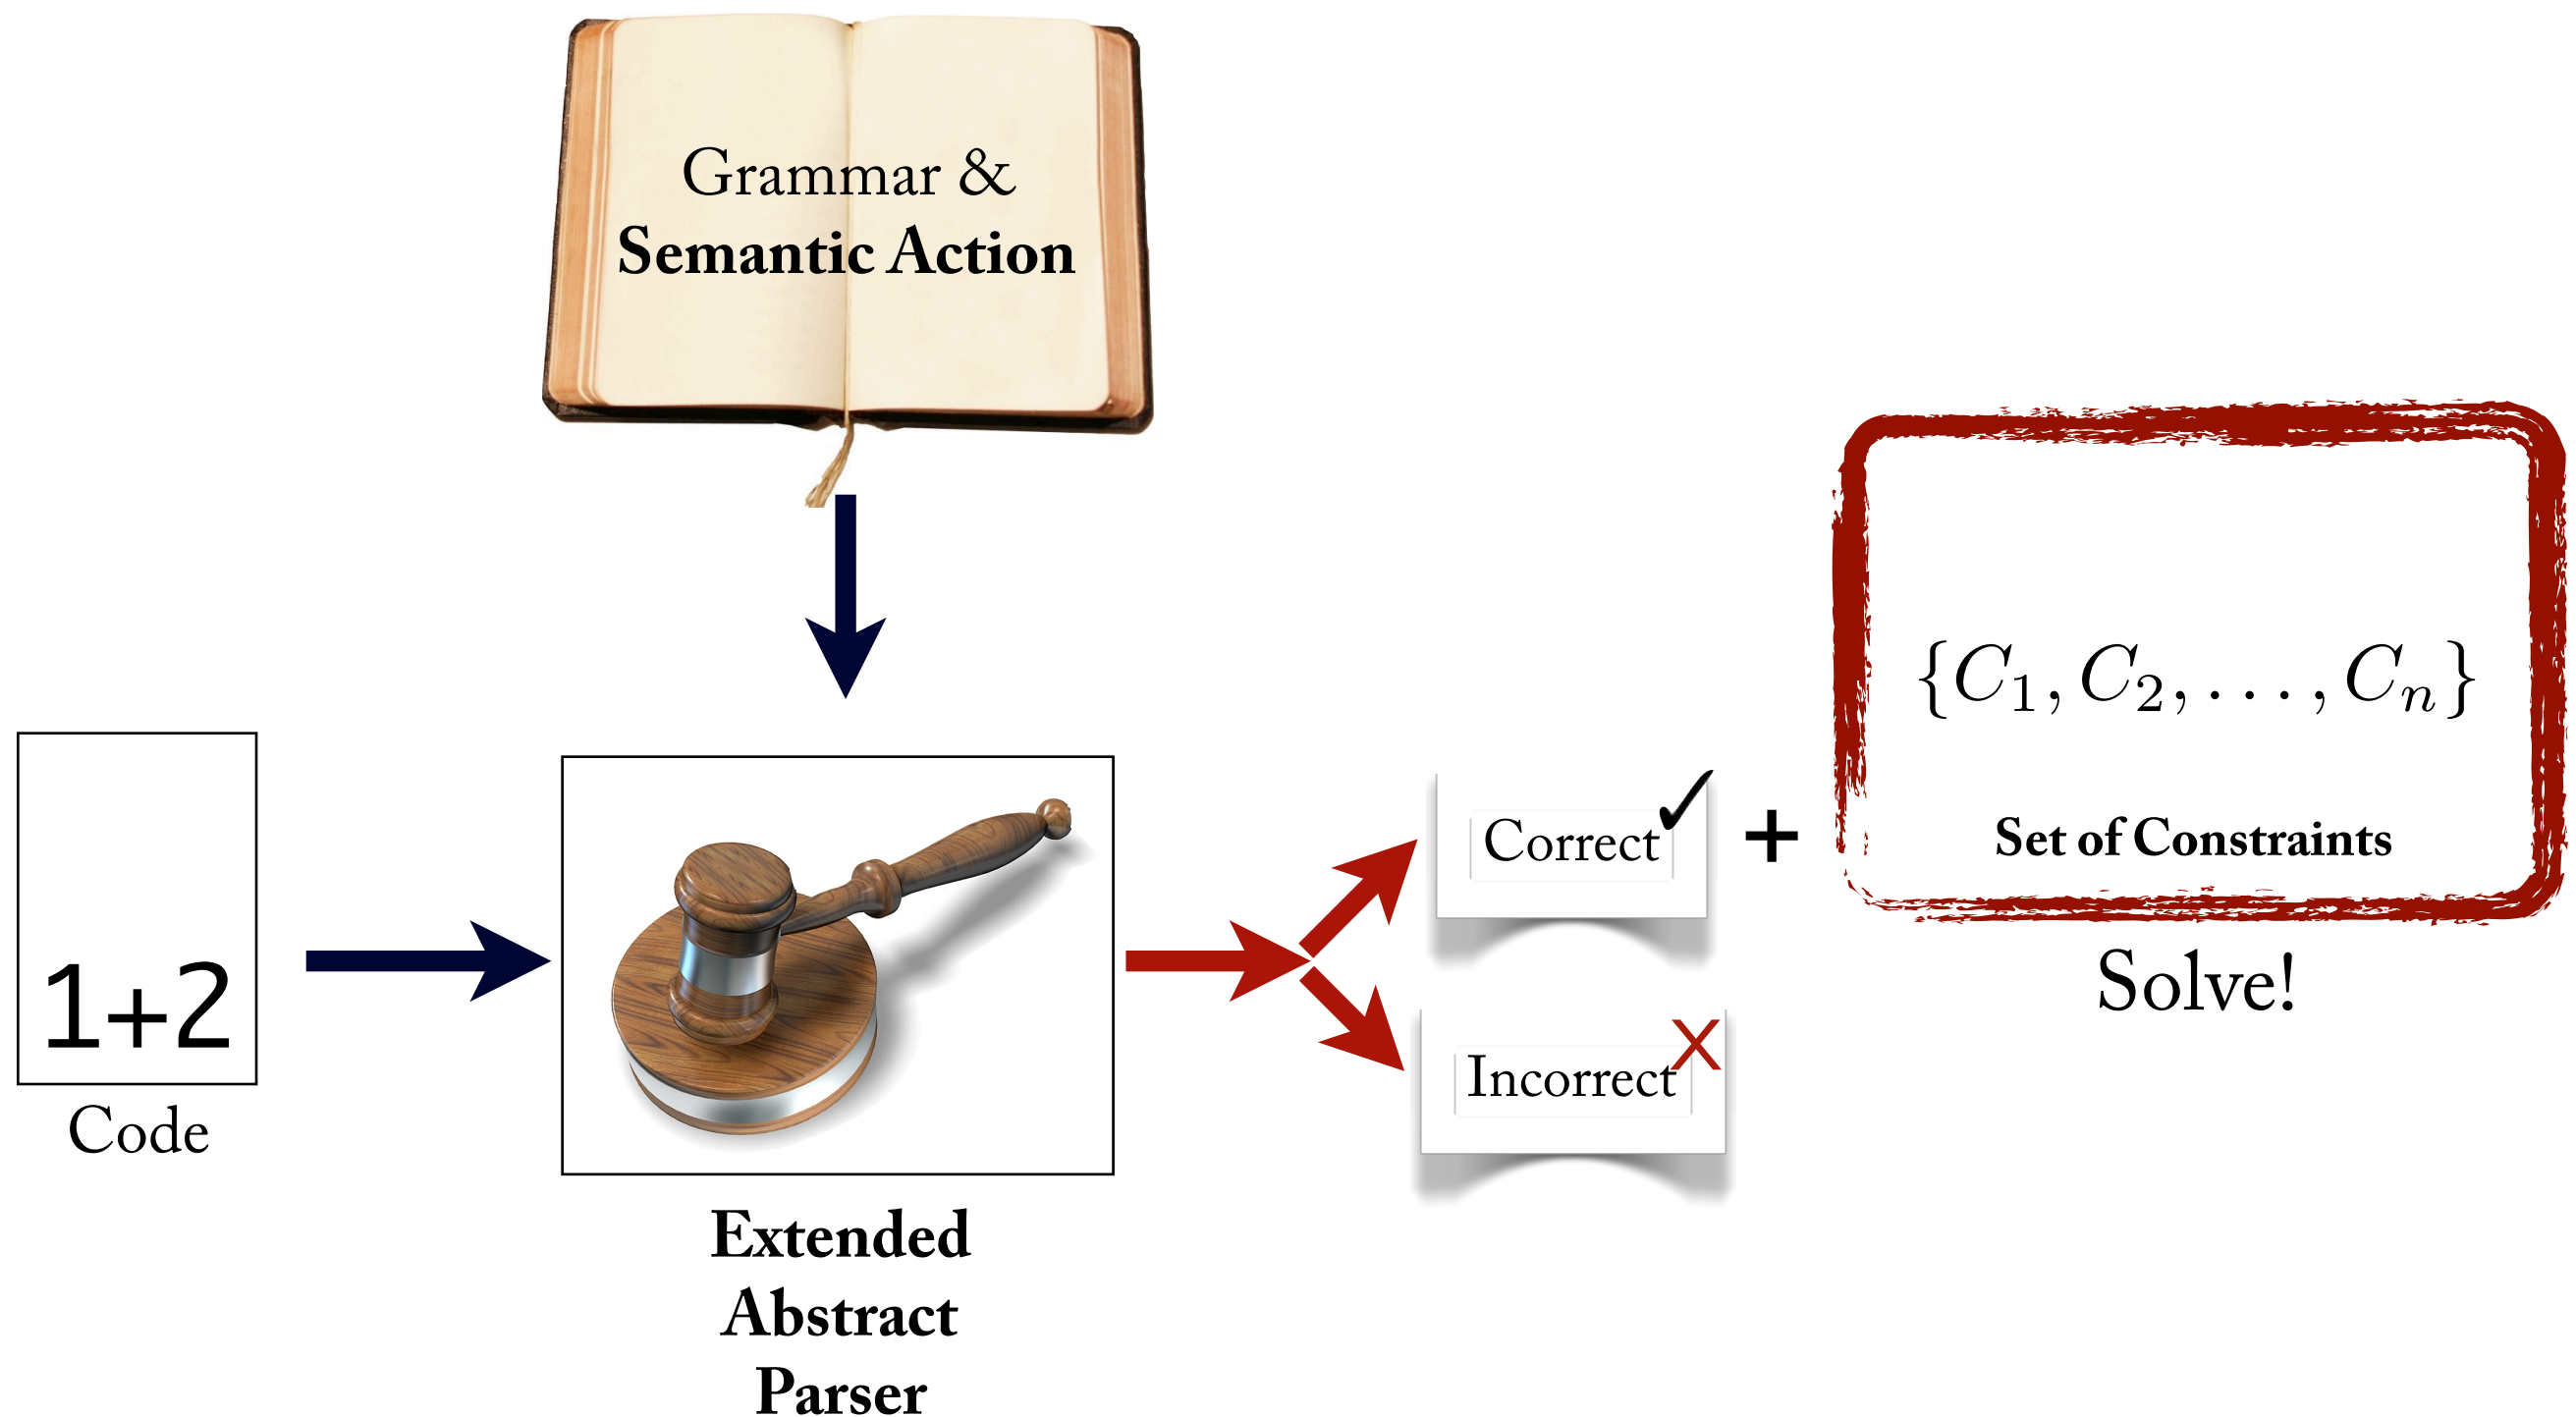 Grammar &
Semantic Action
1+2
Code
Extended
Abstract
Parser
Correct ✓
Incorrect X
+
{C₁, C₂, . . . , Cₙ}
Set of Constraints
Solve!